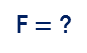 F = ?